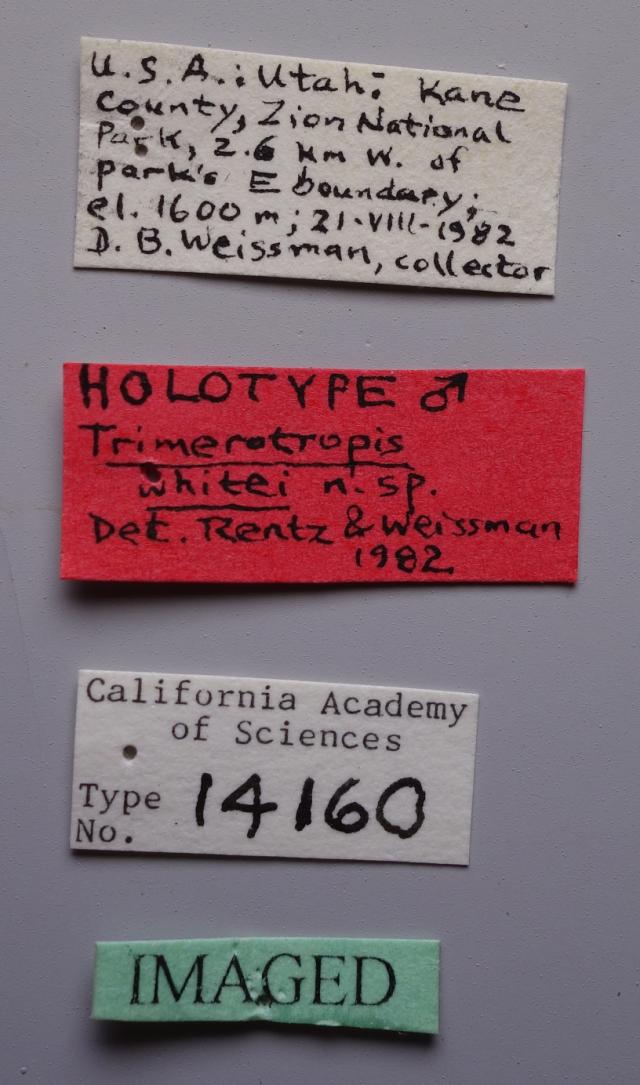 U.S.A.: Utah: Kane
County, Zion National
Park, 2.6 km W. of
park's E boundary;
el. 1600 m; 21-VIII-1982
D. B. Weissman, collector
HOLOTYPE ♂
Trimerotropis
whitei n. sp.
Det. Rentz & Weissman
1982
California Academy
of Sciences
Type
No. 14160
IMAGED